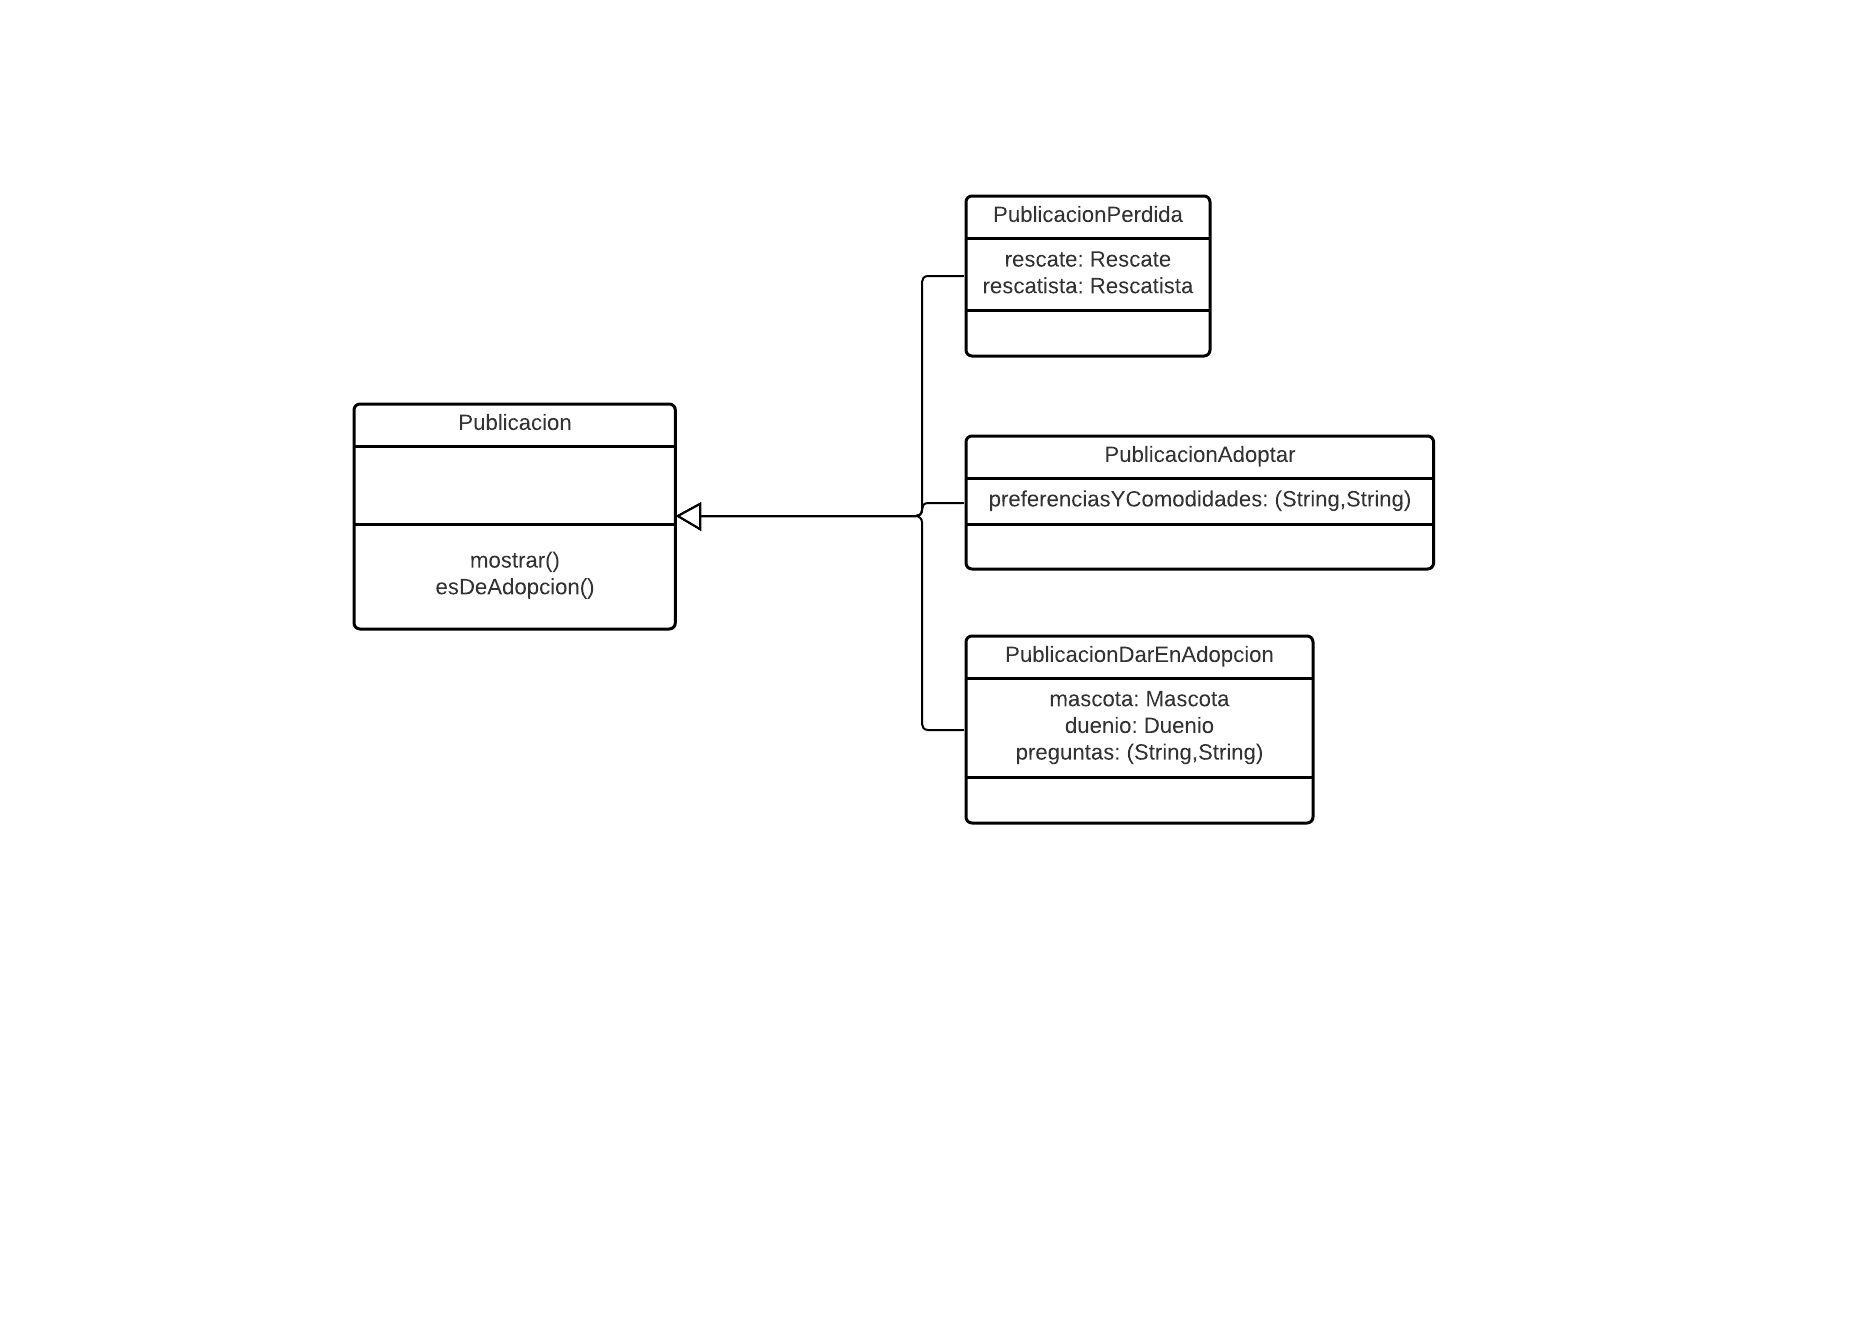 Publicacion
mostrar()
esDeAdopcion()
PublicacionPerdida
rescate: Rescate
rescatista: Rescatista
PublicacionAdoptar
preferenciasYComodidades: (String,String)
PublicacionDarEnAdopcion
mascota: Mascota
duenio: Duenio
preguntas: (String,String)